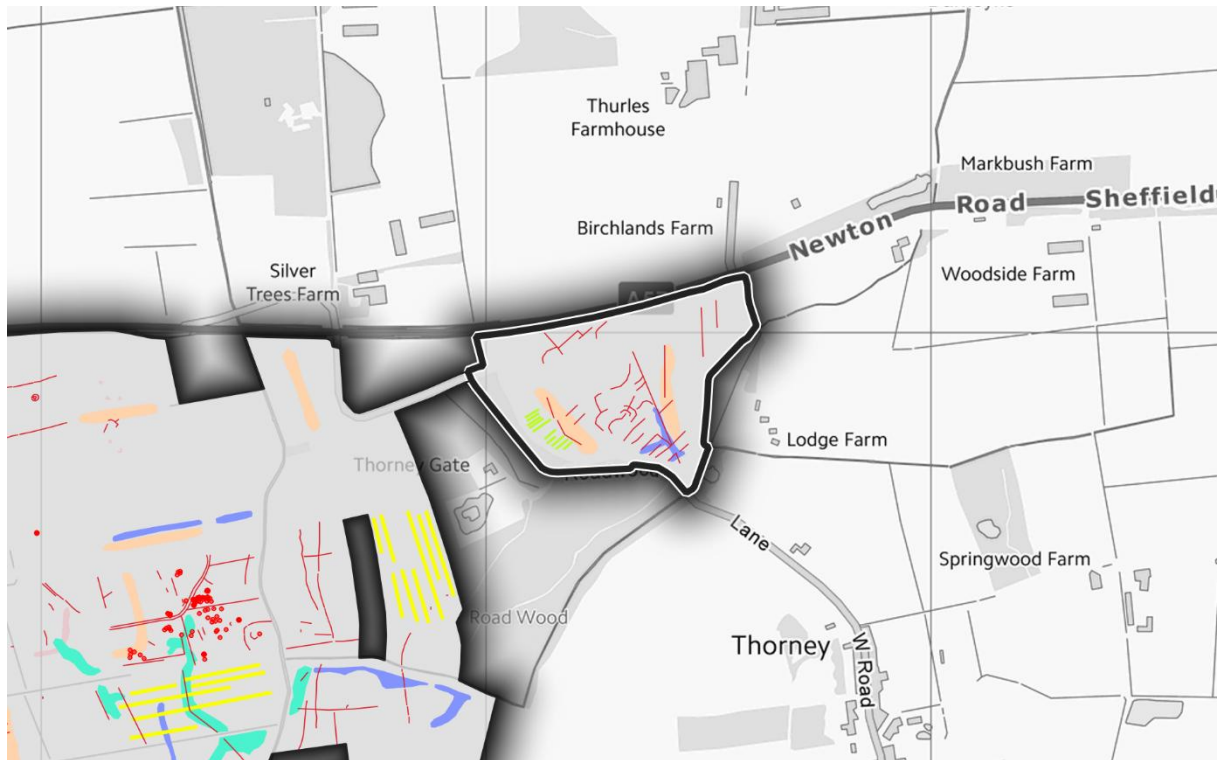 Thurles
Farmhouse
Markbush Farm
Newton Road Sheffield
Birchlands Farm
Silver
Trees Farm
Woodside Farm
Lodge Farm
Thorney Gate
Lane
Springwood Farm
Road Wood
Thorney
W Road